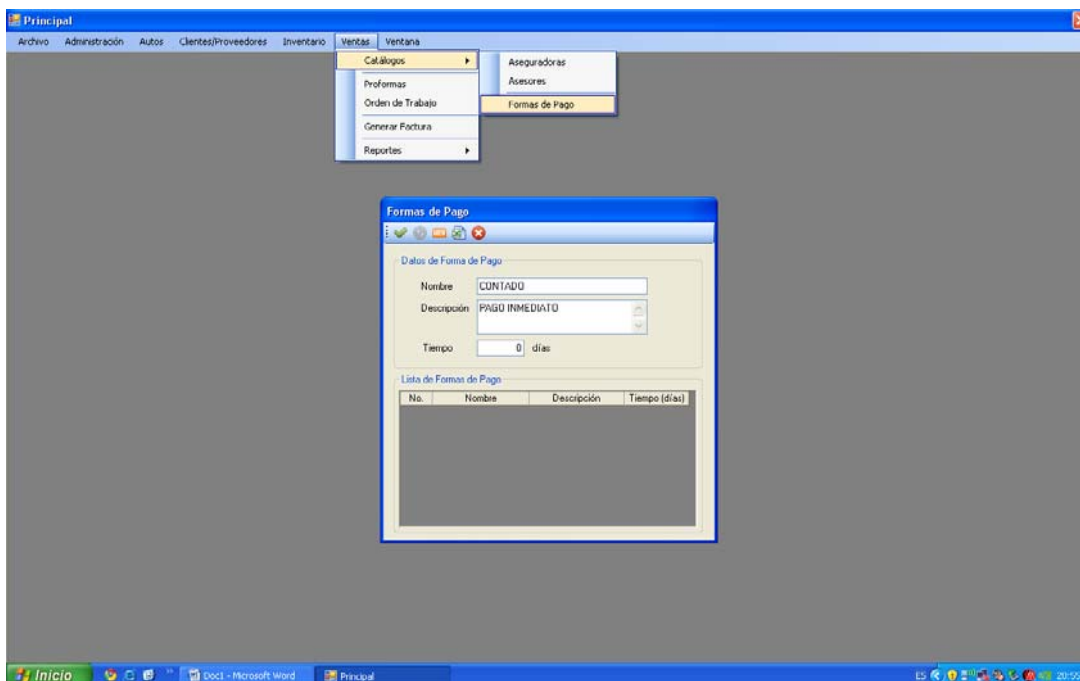 Principal
Archivo Administración Autos Clientes/Proveedores Inventario Ventas Ventana
Catálogos
Aseguradoras
Asesores
Proformas
Orden de Trabajo
Formas de Pago
Generar Factura
Reportes
Formas de Pago
Datos de Forma de Pago
Nombre CONTADO
Descripción PAGO INMEDIATO
Tiempo 0 días
Lista de Formas de Pago
No. Nombre Descripción Tiempo (días)
Inicio Doc1 - Microsoft Word Principal ES 20:55